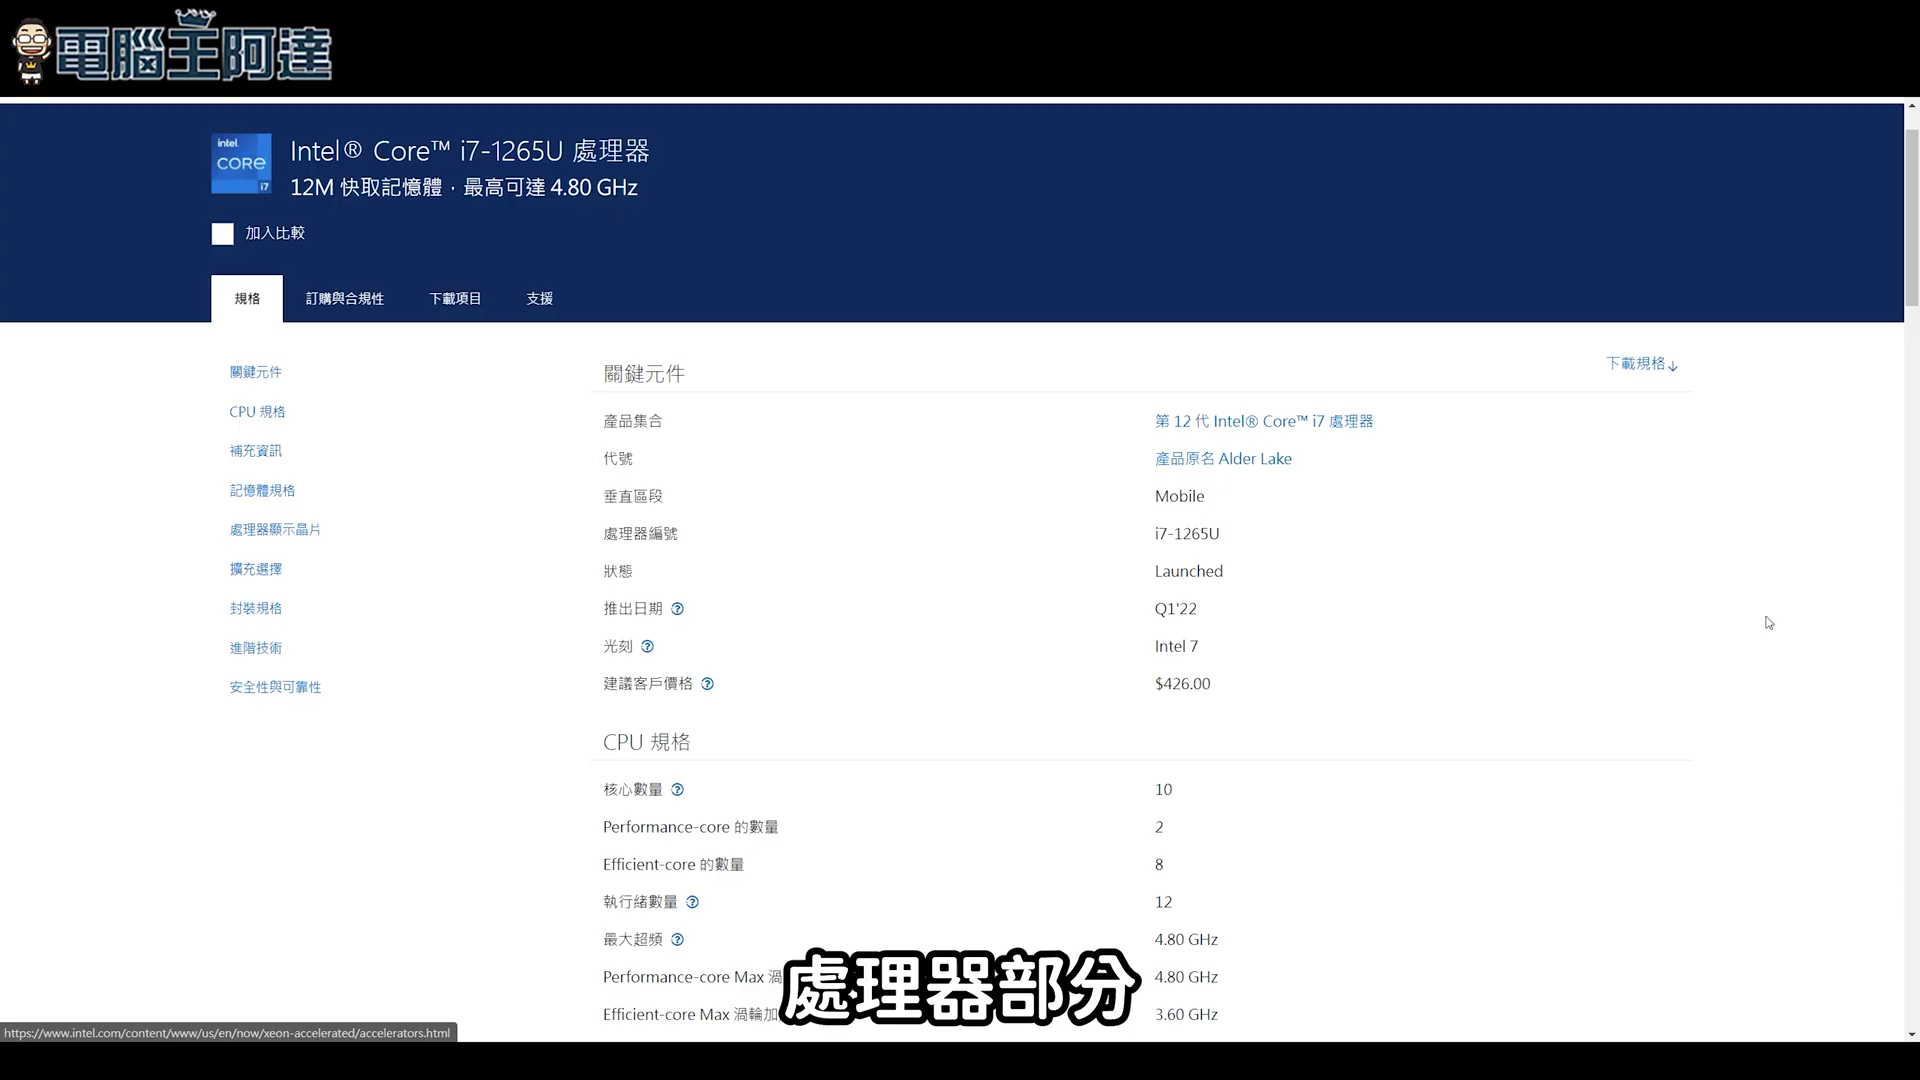 電腦王阿達
intel
CORE
i7
Intel® Core™ i7-1265U 處理器
12M 快取記憶體，最高可達 4.80 GHz
加入比較
規格 訂購與合規性 下載項目 支援
關鍵元件
CPU 規格
補充資訊
記憶體規格
處理器顯示晶片
擴充選擇
封裝規格
進階技術
安全性與可靠性
關鍵元件 下載規格↓
產品集合 第 12 代 Intel® Core™ i7 處理器
代號 產品原名 Alder Lake
垂直區段 Mobile
處理器編號 i7-1265U
狀態 Launched
推出日期 ? Q1'22
光刻 ? Intel 7
建議客戶價格 ? $426.00
CPU 規格
核心數量 ? 10
Performance-core 的數量 2
Efficient-core 的數量 8
執行緒數量 ? 12
最大超頻 ? 4.80 GHz
Performance-core Max 渦 4.80 GHz
Efficient-core Max 渦輪加 3.60 GHz
處理器部分
https://www.intel.com/content/www/us/en/now/xeon-accelerated/accelerators.html